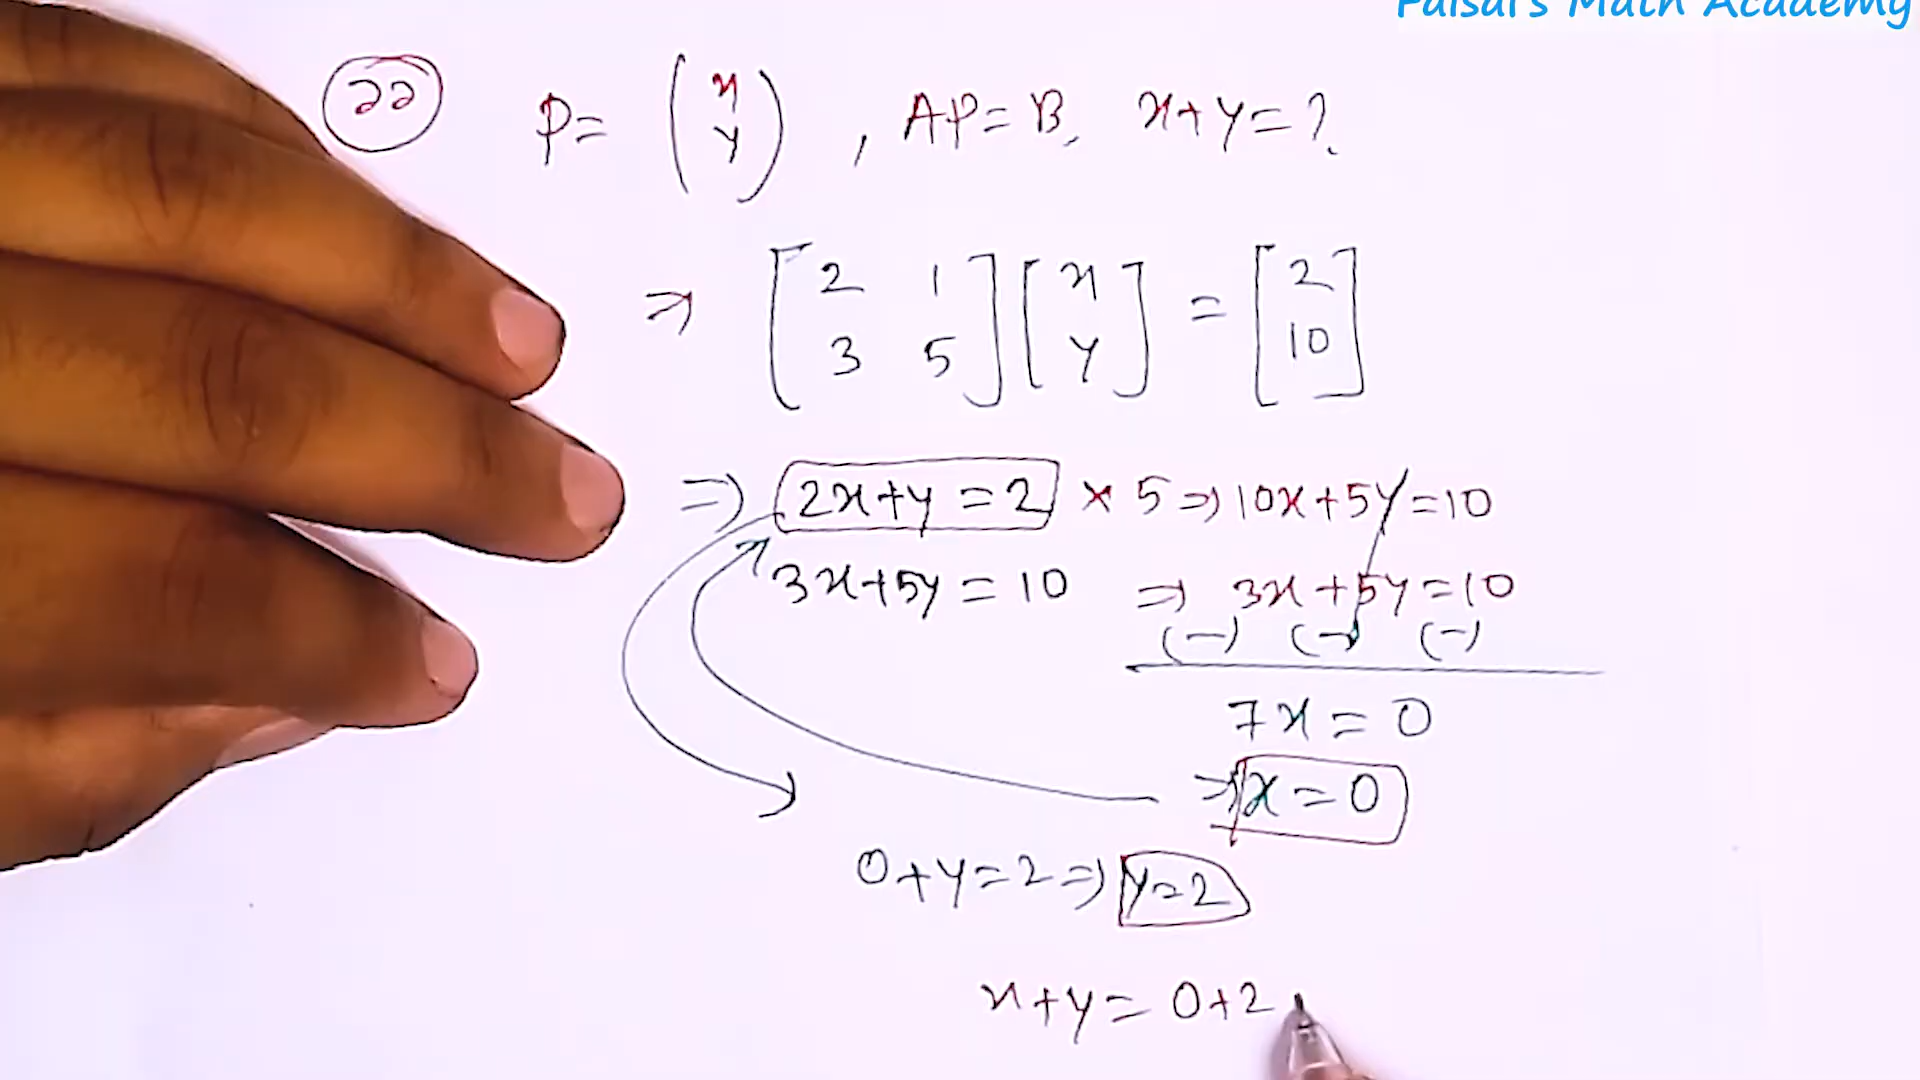 Faisal's Math Academy
২২ P = (x y), AP = B, x+y = ?
⇒ [2 1 3 5] [x y] = [2 10]
⇒ 2x+y = 2 × 5 ⇒ 10x+5y = 10
3x+5y = 10 ⇒ 3x+5y = 10
(-) (-) (-)
7x = 0
⇒ x = 0
0+y = 2 ⇒ y = 2
x+y = 0+2